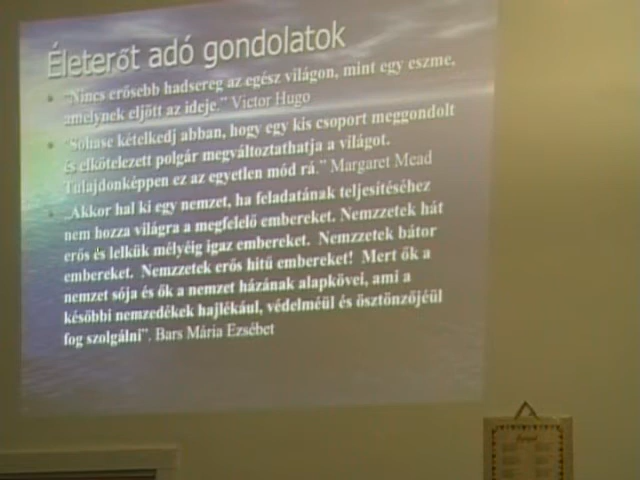 Életerőt adó gondolatok
"Nincs erősebb hadsereg az egész világon, mint egy eszme,
amelynek eljött az ideje." Victor Hugo
"Sohase kételkedj abban, hogy egy kis csoport meggondolt
és elkötelezett polgár megváltoztathatja a világot.
Tulajdonképpen ez az egyetlen mód rá." Margaret Mead
„Akkor hal ki egy nemzet, ha feladatának teljesítéséhez
nem hozza világra a megfelelő embereket. Nemzzetek hát
erős és lelkük mélyéig igaz embereket. Nemzzetek bátor
embereket. Nemzzetek erős hitű embereket! Mert ők a
nemzet sója és ők a nemzet házának alapkövei, ami a
későbbi nemzedékek hajlékául, védelméül és ösztönzőjéül
fog szolgálni". Bars Mária Ezsébet